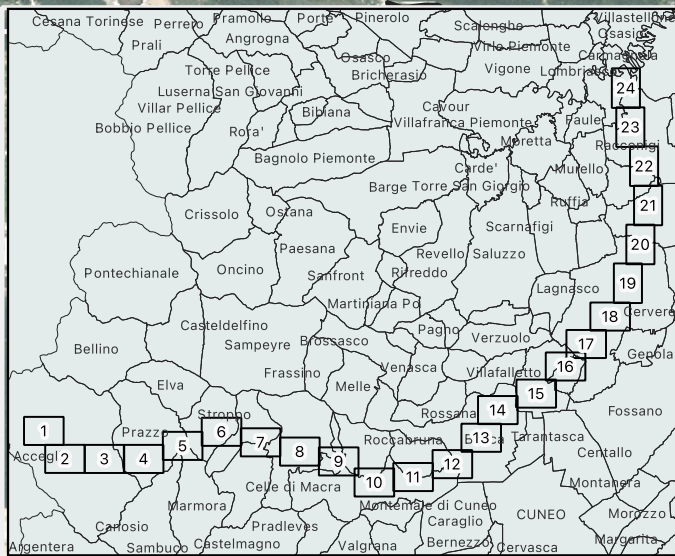 Cesana Torinese
Perrero
Pramollo
Porte
Pinerolo
Scalenghe
Villastellone
Osasio
Prali
Angrogna
Osasco
Bricherasio
Virle Piemonte
Vigone
Torre Pellice
Luserna San Giovanni
Villar Pellice
Bobbio Pellice
Rora'
Bibiana
Cavour
Villafranca Piemonte
Moretta
Faule
24
23
Racconigi
Bagnolo Piemonte
Carde'
Murello
22
Barge
Torre San Giorgio
Ruffia
21
Crissolo
Ostana
Envie
Scarnafigi
Paesana
Revello
Saluzzo
20
Pontechianale
Oncino
Sanfront
Rifreddo
Lagnasco
19
Martiniana Po
18
Cervere
Casteldelfino
Sampeyre
Brossasco
Pagno
Verzuolo
17
Genola
Bellino
Frassino
Venasca
Villafalletto
16
Elva
Melle
15
Stroppo
Rossana
14
Fossano
1
Prazzo
6
Roccabruna
13
Tarantassca
2
3
4
5
7
8
9
12
Centallo
10
11
Celle di Macra
Montanera
Marmora
Montemale di Cuneo
Caraglio
CUNEO
Morozzo
Canosio
Pradleves
Argentera
Sambuco
Castelmagno
Valgrana
Bernezzo
Cervasca
Margarita